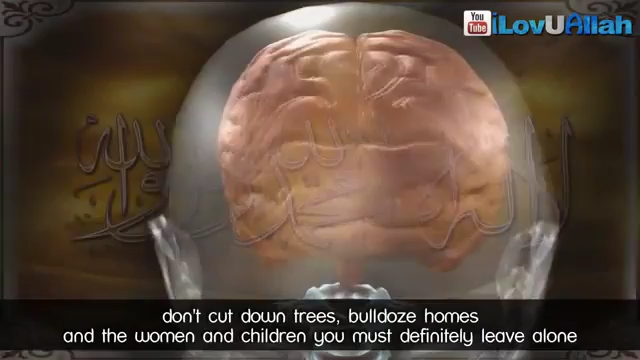 You
Tube iLovUAllah
don't cut down trees, bulldoze homes
and the women and children you must definitely leave alone